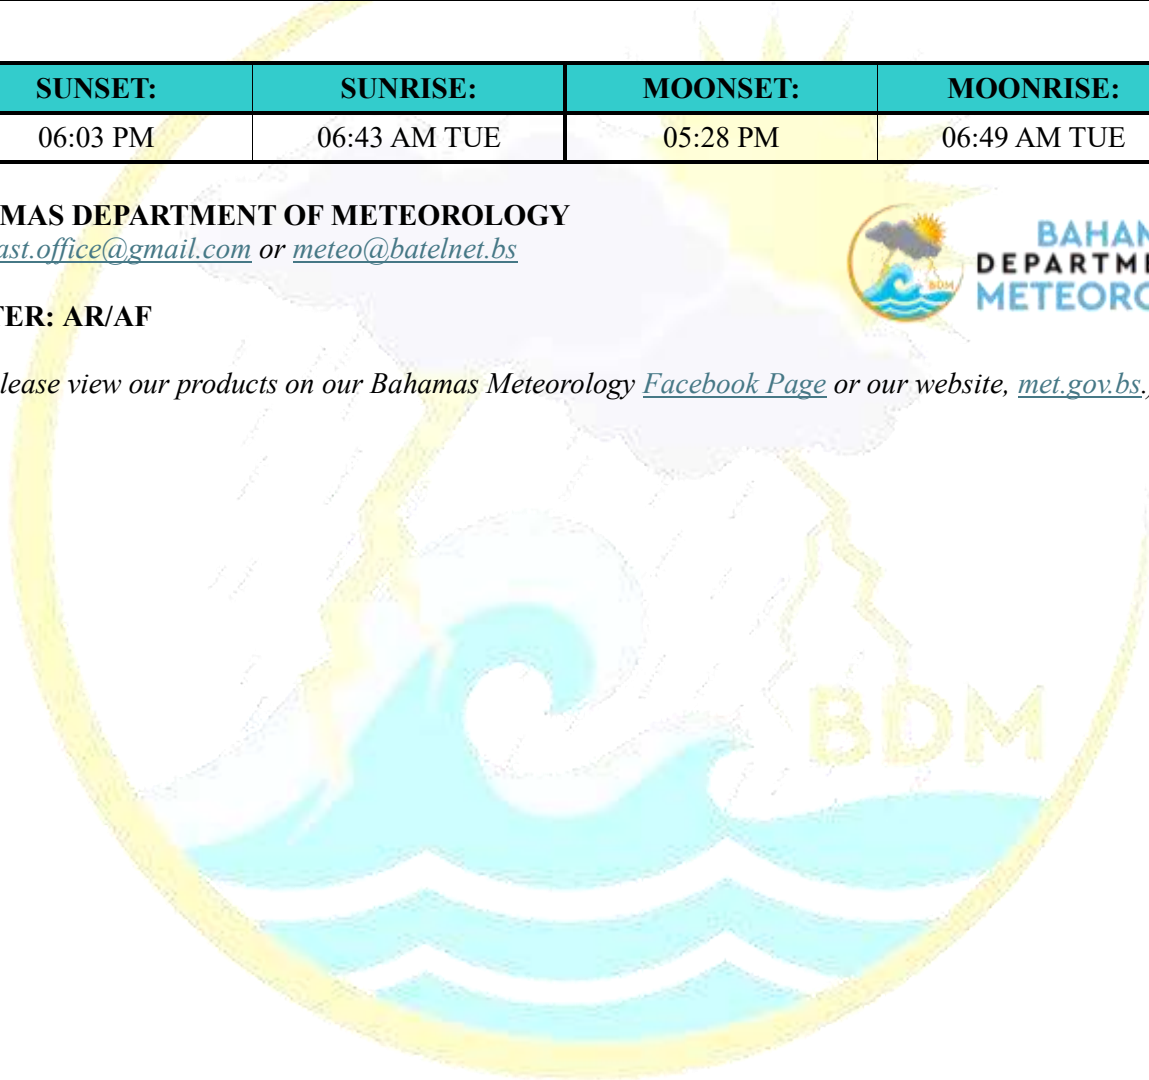 SUNSET: SUNRISE: MOONSET: MOONRISE:
06:03 PM 06:43 AM TUE 05:28 PM 06:49 AM TUE
MAS DEPARTMENT OF METEOROLOGY
ast.office@gmail.com or meteo@batelnet.bs
BDM
BAHAM
DEPARTME
METEORO
TER: AR/AF
lease view our products on our Bahamas Meteorology Facebook Page or our website, met.gov.bs.
BDM